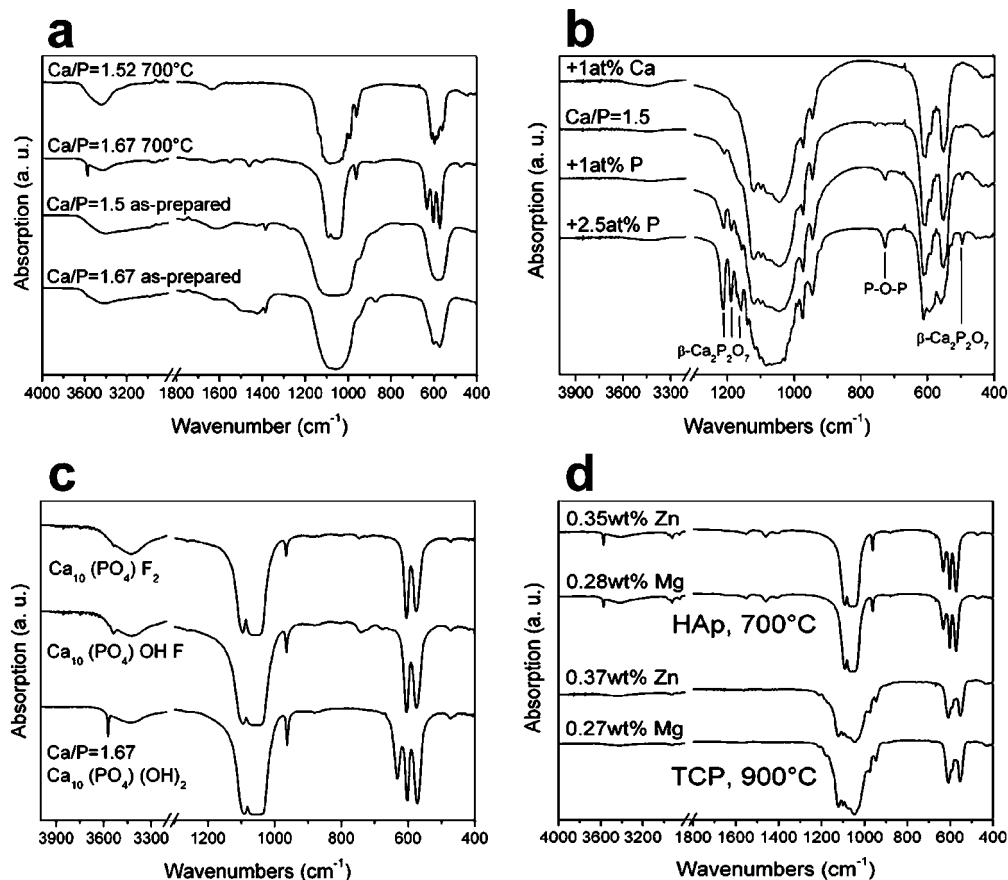 a
Ca/P=1.52 700°C
Ca/P=1.67 700°C
Ca/P=1.5 as-prepared
Ca/P=1.67 as-prepared
Absorption (a. u.)
4000 3200 1800 1600 1400 1200 1000 800 600 400
Wavenumber (cm⁻¹)
b
+1at% Ca
Ca/P=1.5
+1at% P
+2.5at% P
P-O-P
β-Ca₂P₂O₇
β-Ca₂P₂O₇
Absorption (a. u.)
3900 3300 1200 1000 800 600 400
Wavenumbers (cm⁻¹)
c
Ca₁₀ (PO₄) F₂
Ca₁₀ (PO₄) OH F
Ca/P=1.67
Ca₁₀ (PO₄) (OH)₂
Absorption (a. u.)
3900 3300 1200 1000 800 600 400
Wavenumbers (cm⁻¹)
d
0.35wt% Zn
0.28wt% Mg
HAp, 700°C
0.37wt% Zn
0.27wt% Mg
TCP, 900°C
Absorption (a. u.)
4000 3600 3200 1800 1600 1400 1200 1000 800 600 400
Wavenumbers (cm⁻¹)